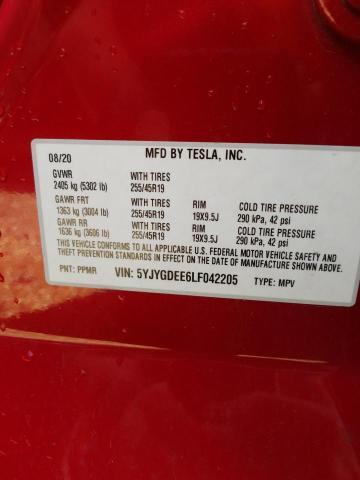 08/20 MFD BY TESLA, INC.
GVWR WITH TIRES
2405 kg (5302 lb) 255/45R19
GAWR FRT WITH TIRES RIM COLD TIRE PRESSURE
1363 kg (3004 lb) 255/45R19 19X9.5J 290 kPa, 42 psi
GAWR RR WITH TIRES RIM COLD TIRE PRESSURE
1636 kg (3606 lb) 255/45R19 19X9.5J 290 kPa, 42 psi
THIS VEHICLE CONFORMS TO ALL APPLICABLE U.S. FEDERAL MOTOR VEHICLE SAFETY AND
THEFT PREVENTION STANDARDS IN EFFECT ON THE DATE OF MANUFACTURE SHOWN ABOVE.
PNT: PPMR VIN: 5YJYGDEE6LF042205 TYPE: MPV